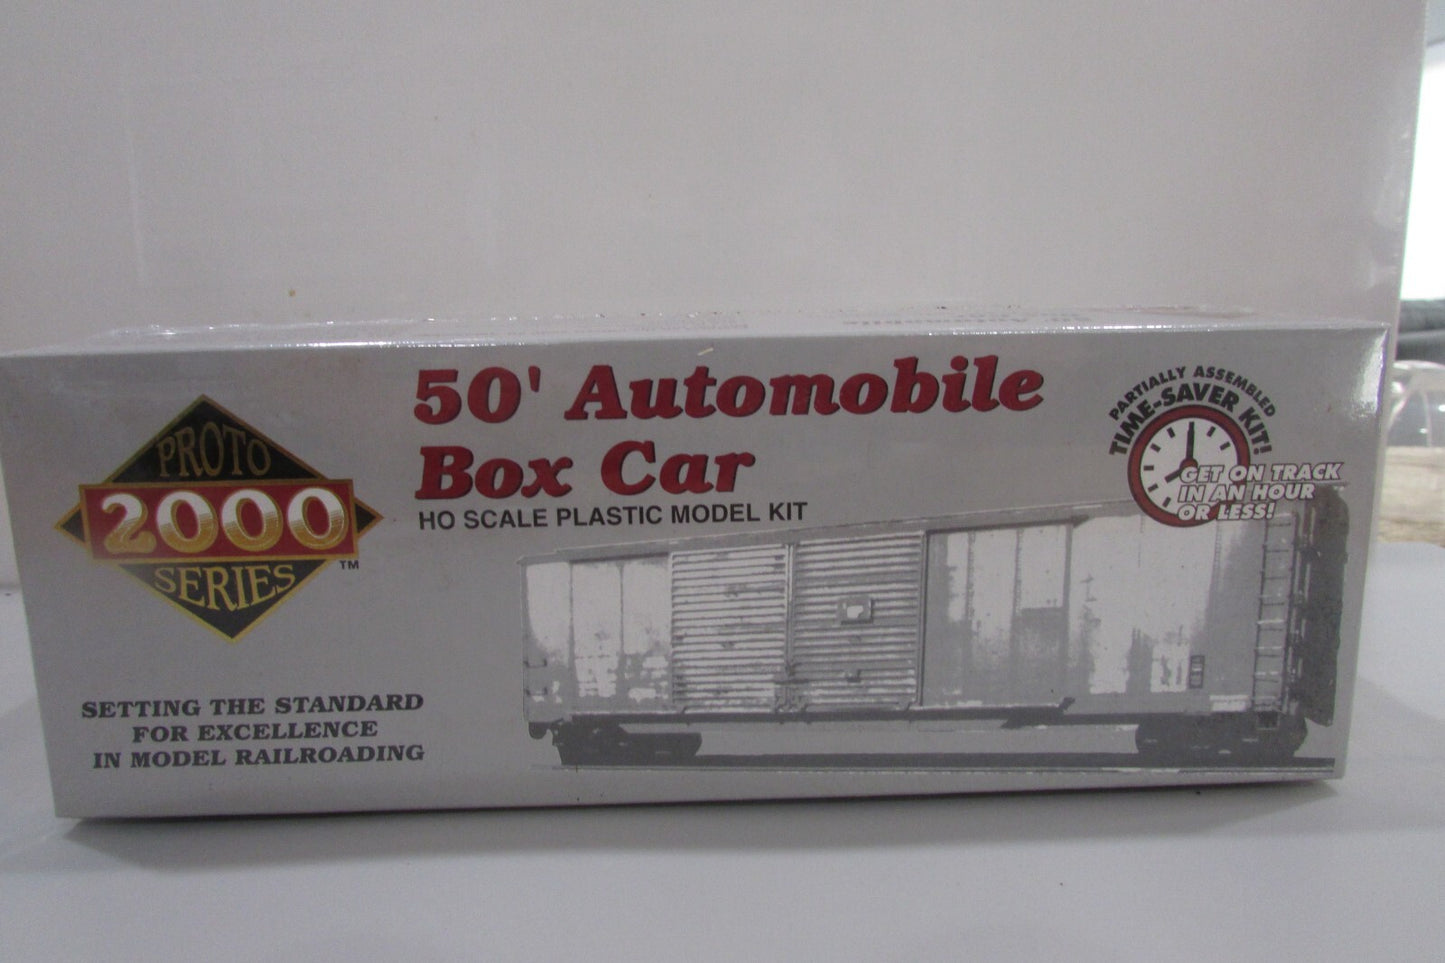 PROTO
2000
SERIES
™
50' Automobile
Box Car
HO SCALE PLASTIC MODEL KIT
PARTIALLY ASSEMBLED
TIME-SAVER KIT!
GET ON TRACK
IN AN HOUR
OR LESS!
SETTING THE STANDARD
FOR EXCELLENCE
IN MODEL RAILROADING